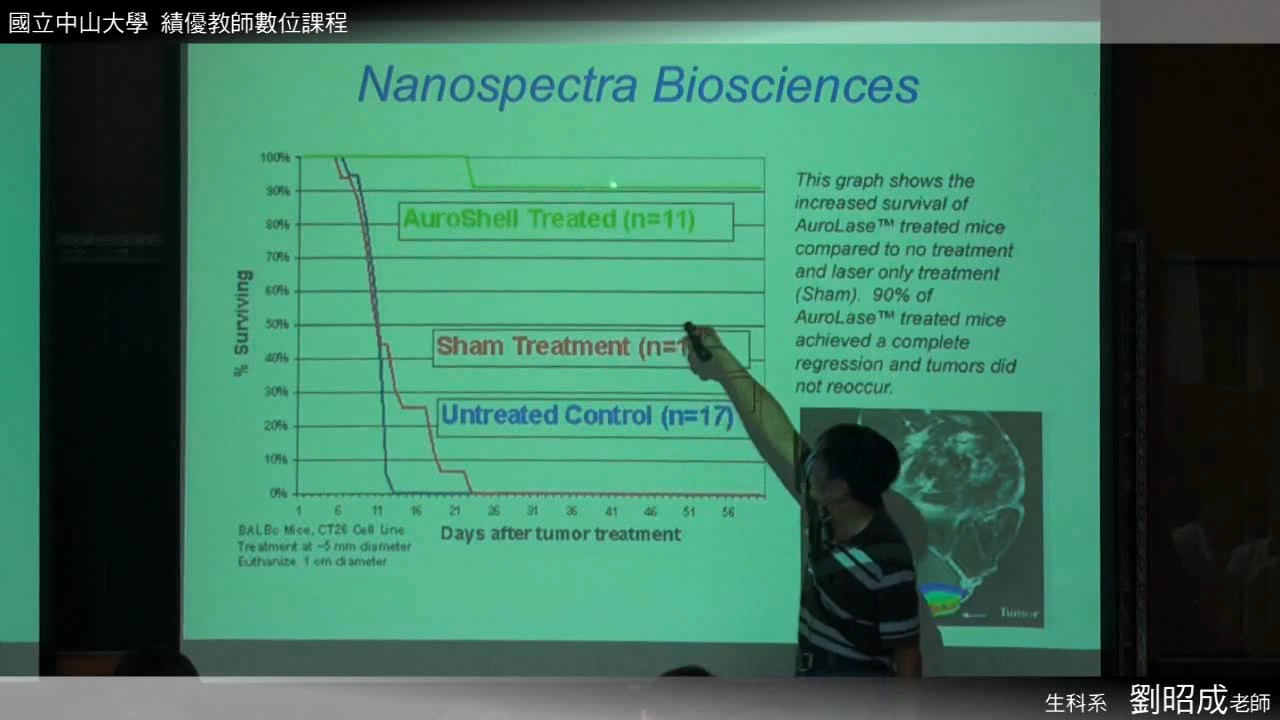 國立中山大學 績優教師數位課程
Nanospectra Biosciences
100%
90%
80%
70%
60%
50%
40%
30%
20%
10%
0%
% Surviving
AuroShell Treated (n=11)
Sham Treatment (n=1
Untreated Control (n=17)
1 6 11 16 21 26 31 36 41 46 51 56
Days after tumor treatment
BALBc Mice, CT26 Cell Line
Treatment at ~5 mm diameter
Euthanize 1 cm diameter
This graph shows the
increased survival of
AuroLase™ treated mice
compared to no treatment
and laser only treatment
(Sham). 90% of
AuroLase™ treated mice
achieved a complete
regression and tumors did
not reoccur.
Tumor
生科系 劉昭成老師